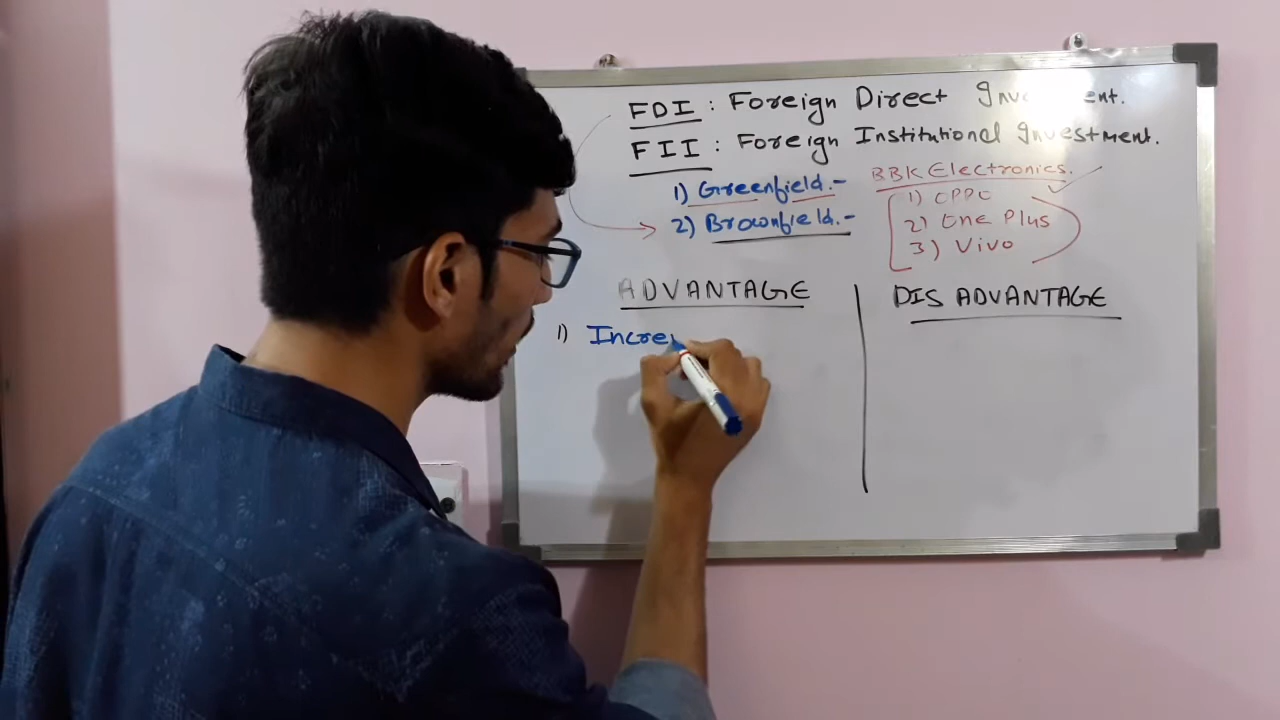 FDI : Foreign Direct
FII : Foreign Institutional Investment.
1) Greenfield.-
2) Brownfield.-
BBK Electronics.
1) OPPO
2) One Plus
3) Vivo
ADVANTAGE
DIS ADVANTAGE
1) Incre